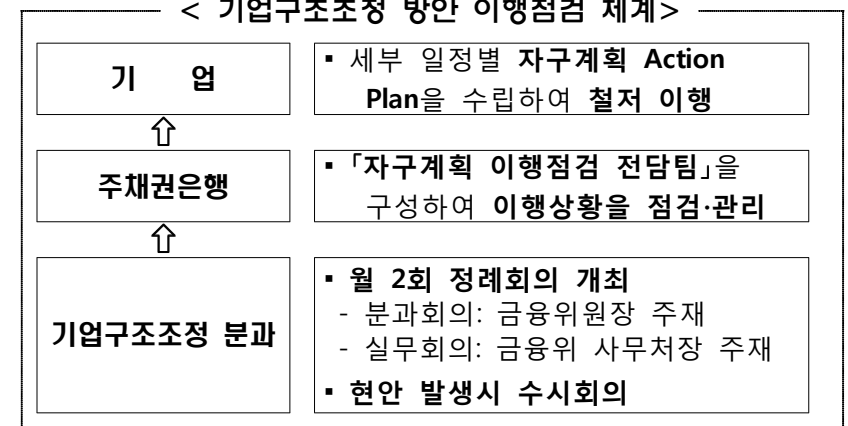 < 기업구조조정 방안 이행점검 체계>
기 업
▪ 세부 일정별 자구계획 Action
Plan을 수립하여 철저 이행
⇧
주채권은행
▪ 「자구계획 이행점검 전담팀」을
구성하여 이행상황을 점검·관리
⇧
기업구조조정 분과
▪ 월 2회 정례회의 개최
- 분과회의: 금융위원장 주재
- 실무회의: 금융위 사무처장 주재
▪ 현안 발생시 수시회의